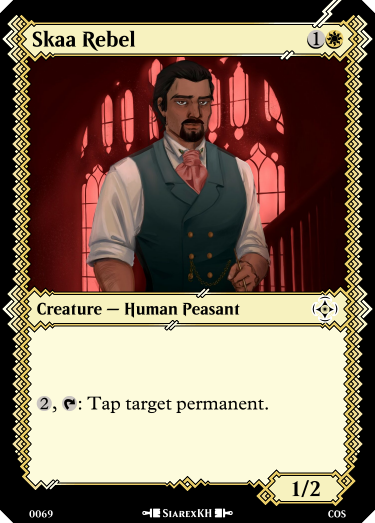 Skaa Rebel 1
Creature — Human Peasant
2, : Tap target permanent.
1/2
0069 SiarexKH COS